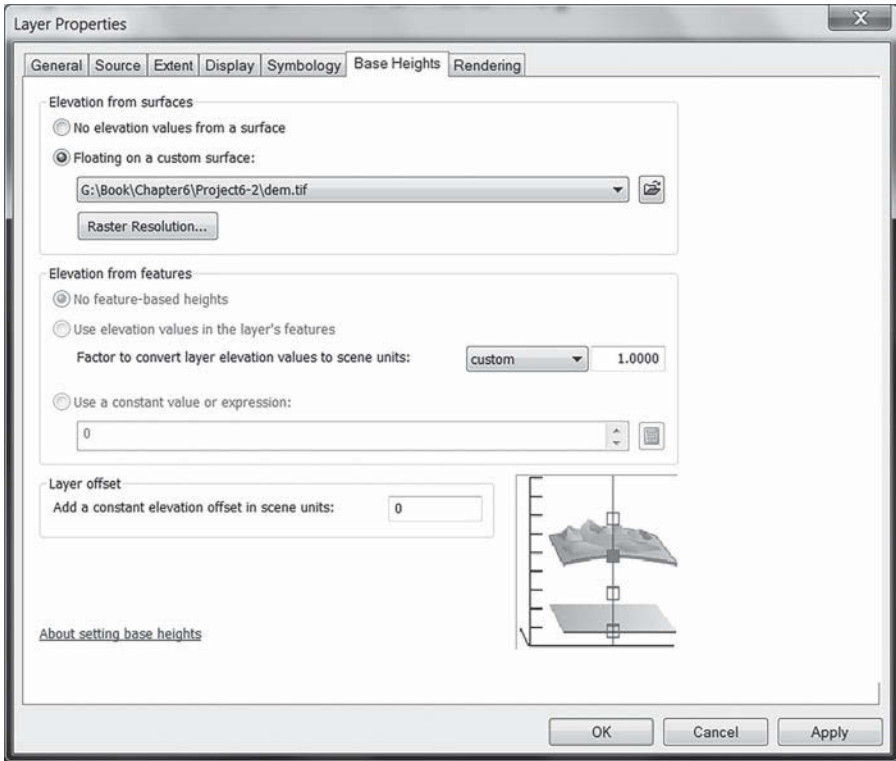 Layer Properties
General Source Extent Display Symbology Base Heights Rendering
Elevation from surfaces
No elevation values from a surface
Floating on a custom surface:
G:\Book\Chapter6\Project6-2\dem.tif
Raster Resolution...
Elevation from features
No feature-based heights
Use elevation values in the layer's features
Factor to convert layer elevation values to scene units: custom 1.0000
Use a constant value or expression:
0
Layer offset
Add a constant elevation offset in scene units: 0
About setting base heights
OK Cancel Apply